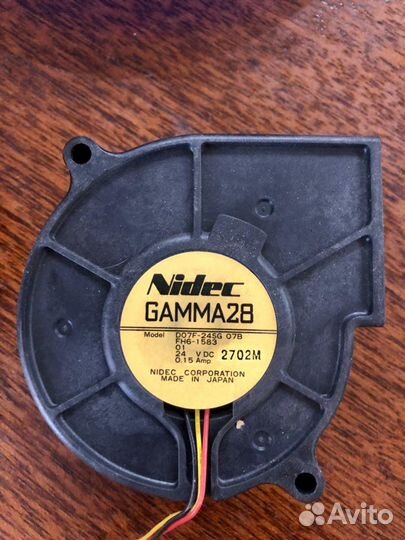 Nidec
GAMMA28
Model D07F-24SG 07B
FH6-1583
01
24 V DC 2702M
0.15 Amp
NIDEC CORPORATION
MADE IN JAPAN
Avito